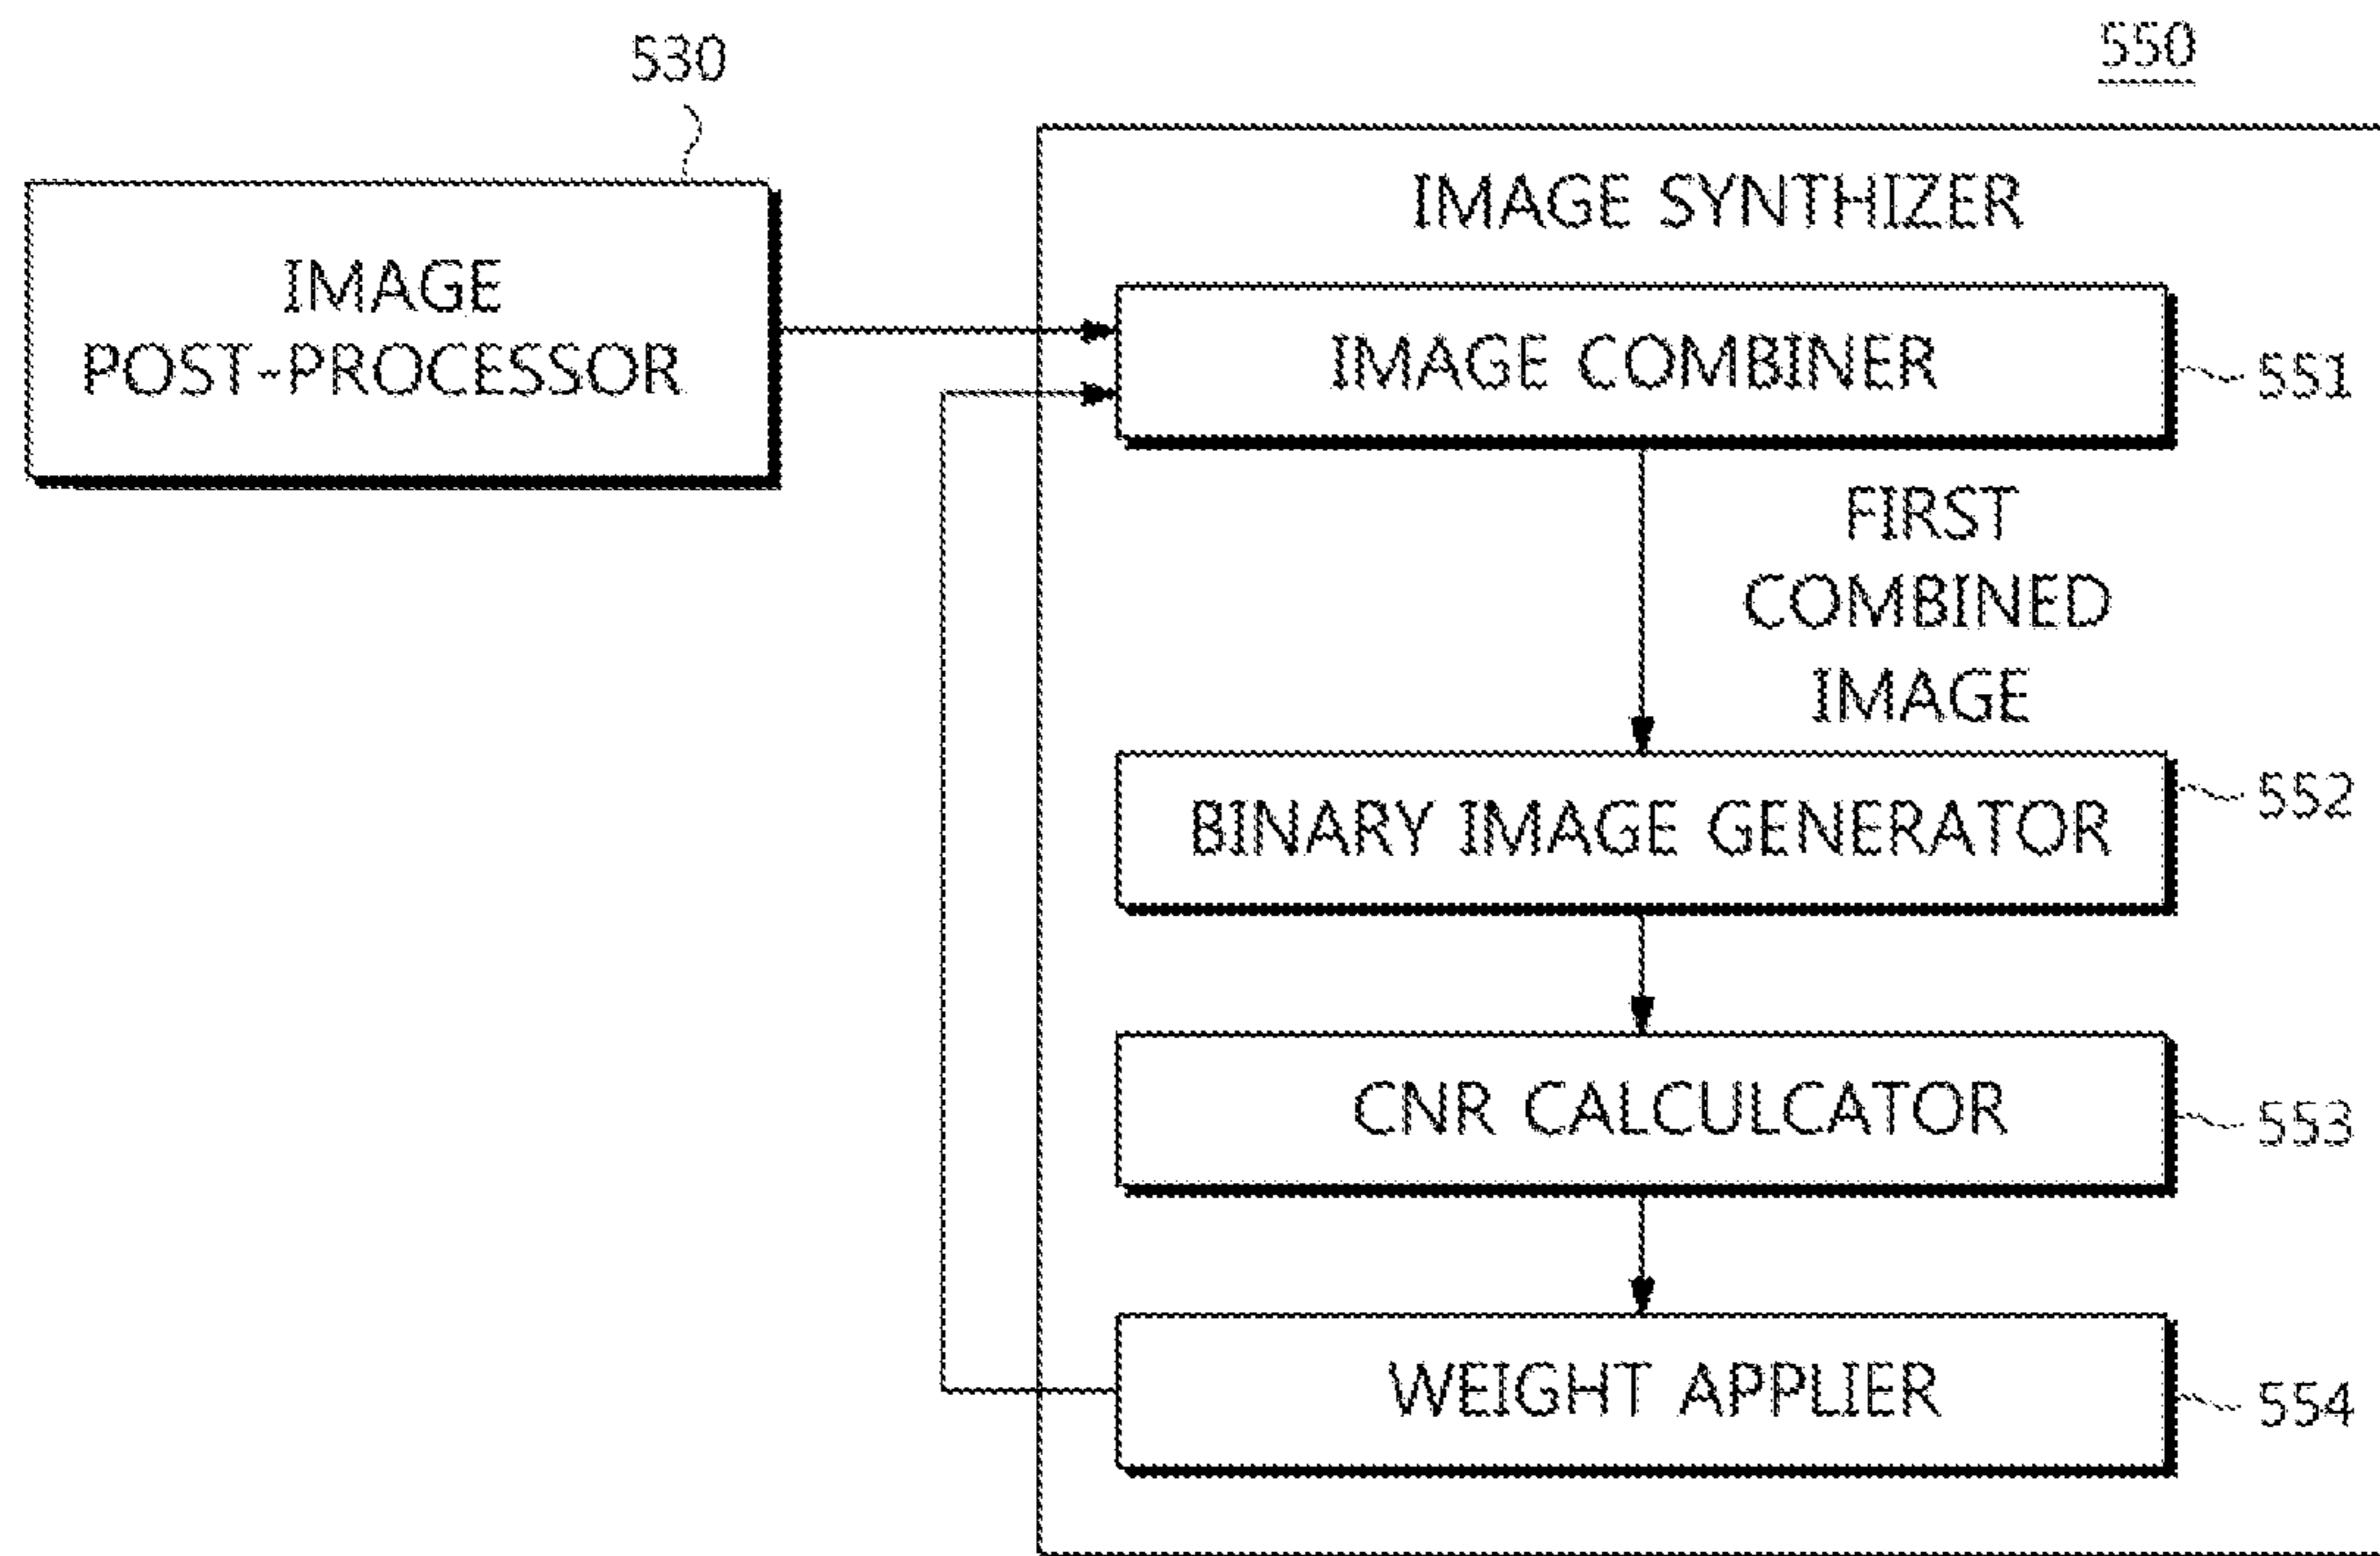 530
550
IMAGE
POST-PROCESSOR
IMAGE SYNTHIZER
IMAGE COMBINER
551
FIRST
COMBINED
IMAGE
BINARY IMAGE GENERATOR
552
CNR CALCULCATOR
553
WEIGHT APPLIER
554